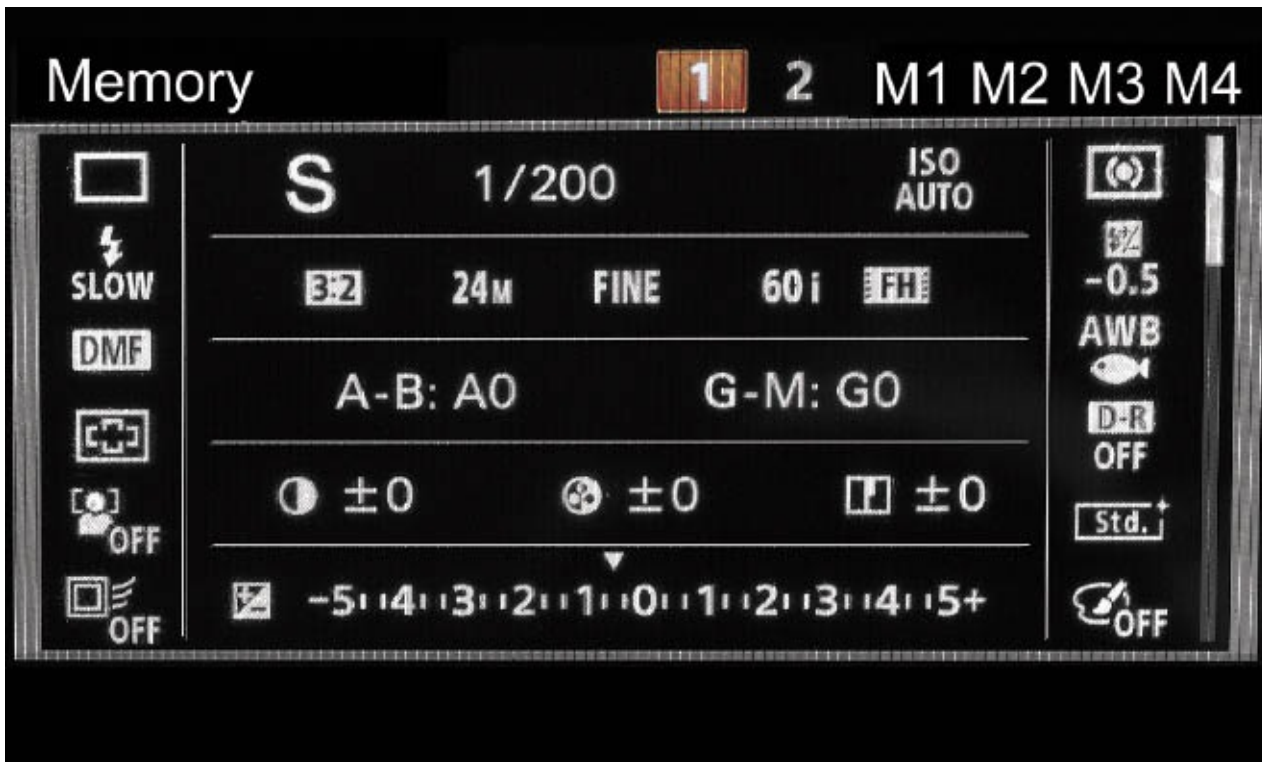 Memory 1 2 M1 M2 M3 M4
S 1/200 ISO AUTO
SLOW 3:2 24M FINE 60i FH -0.5
DMF AWB
A-B: A0 G-M: G0 D-R OFF
±0 ±0 ±0 Std.
OFF
-5 4 3 2 1 0 1 2 3 4 5+
OFF OFF